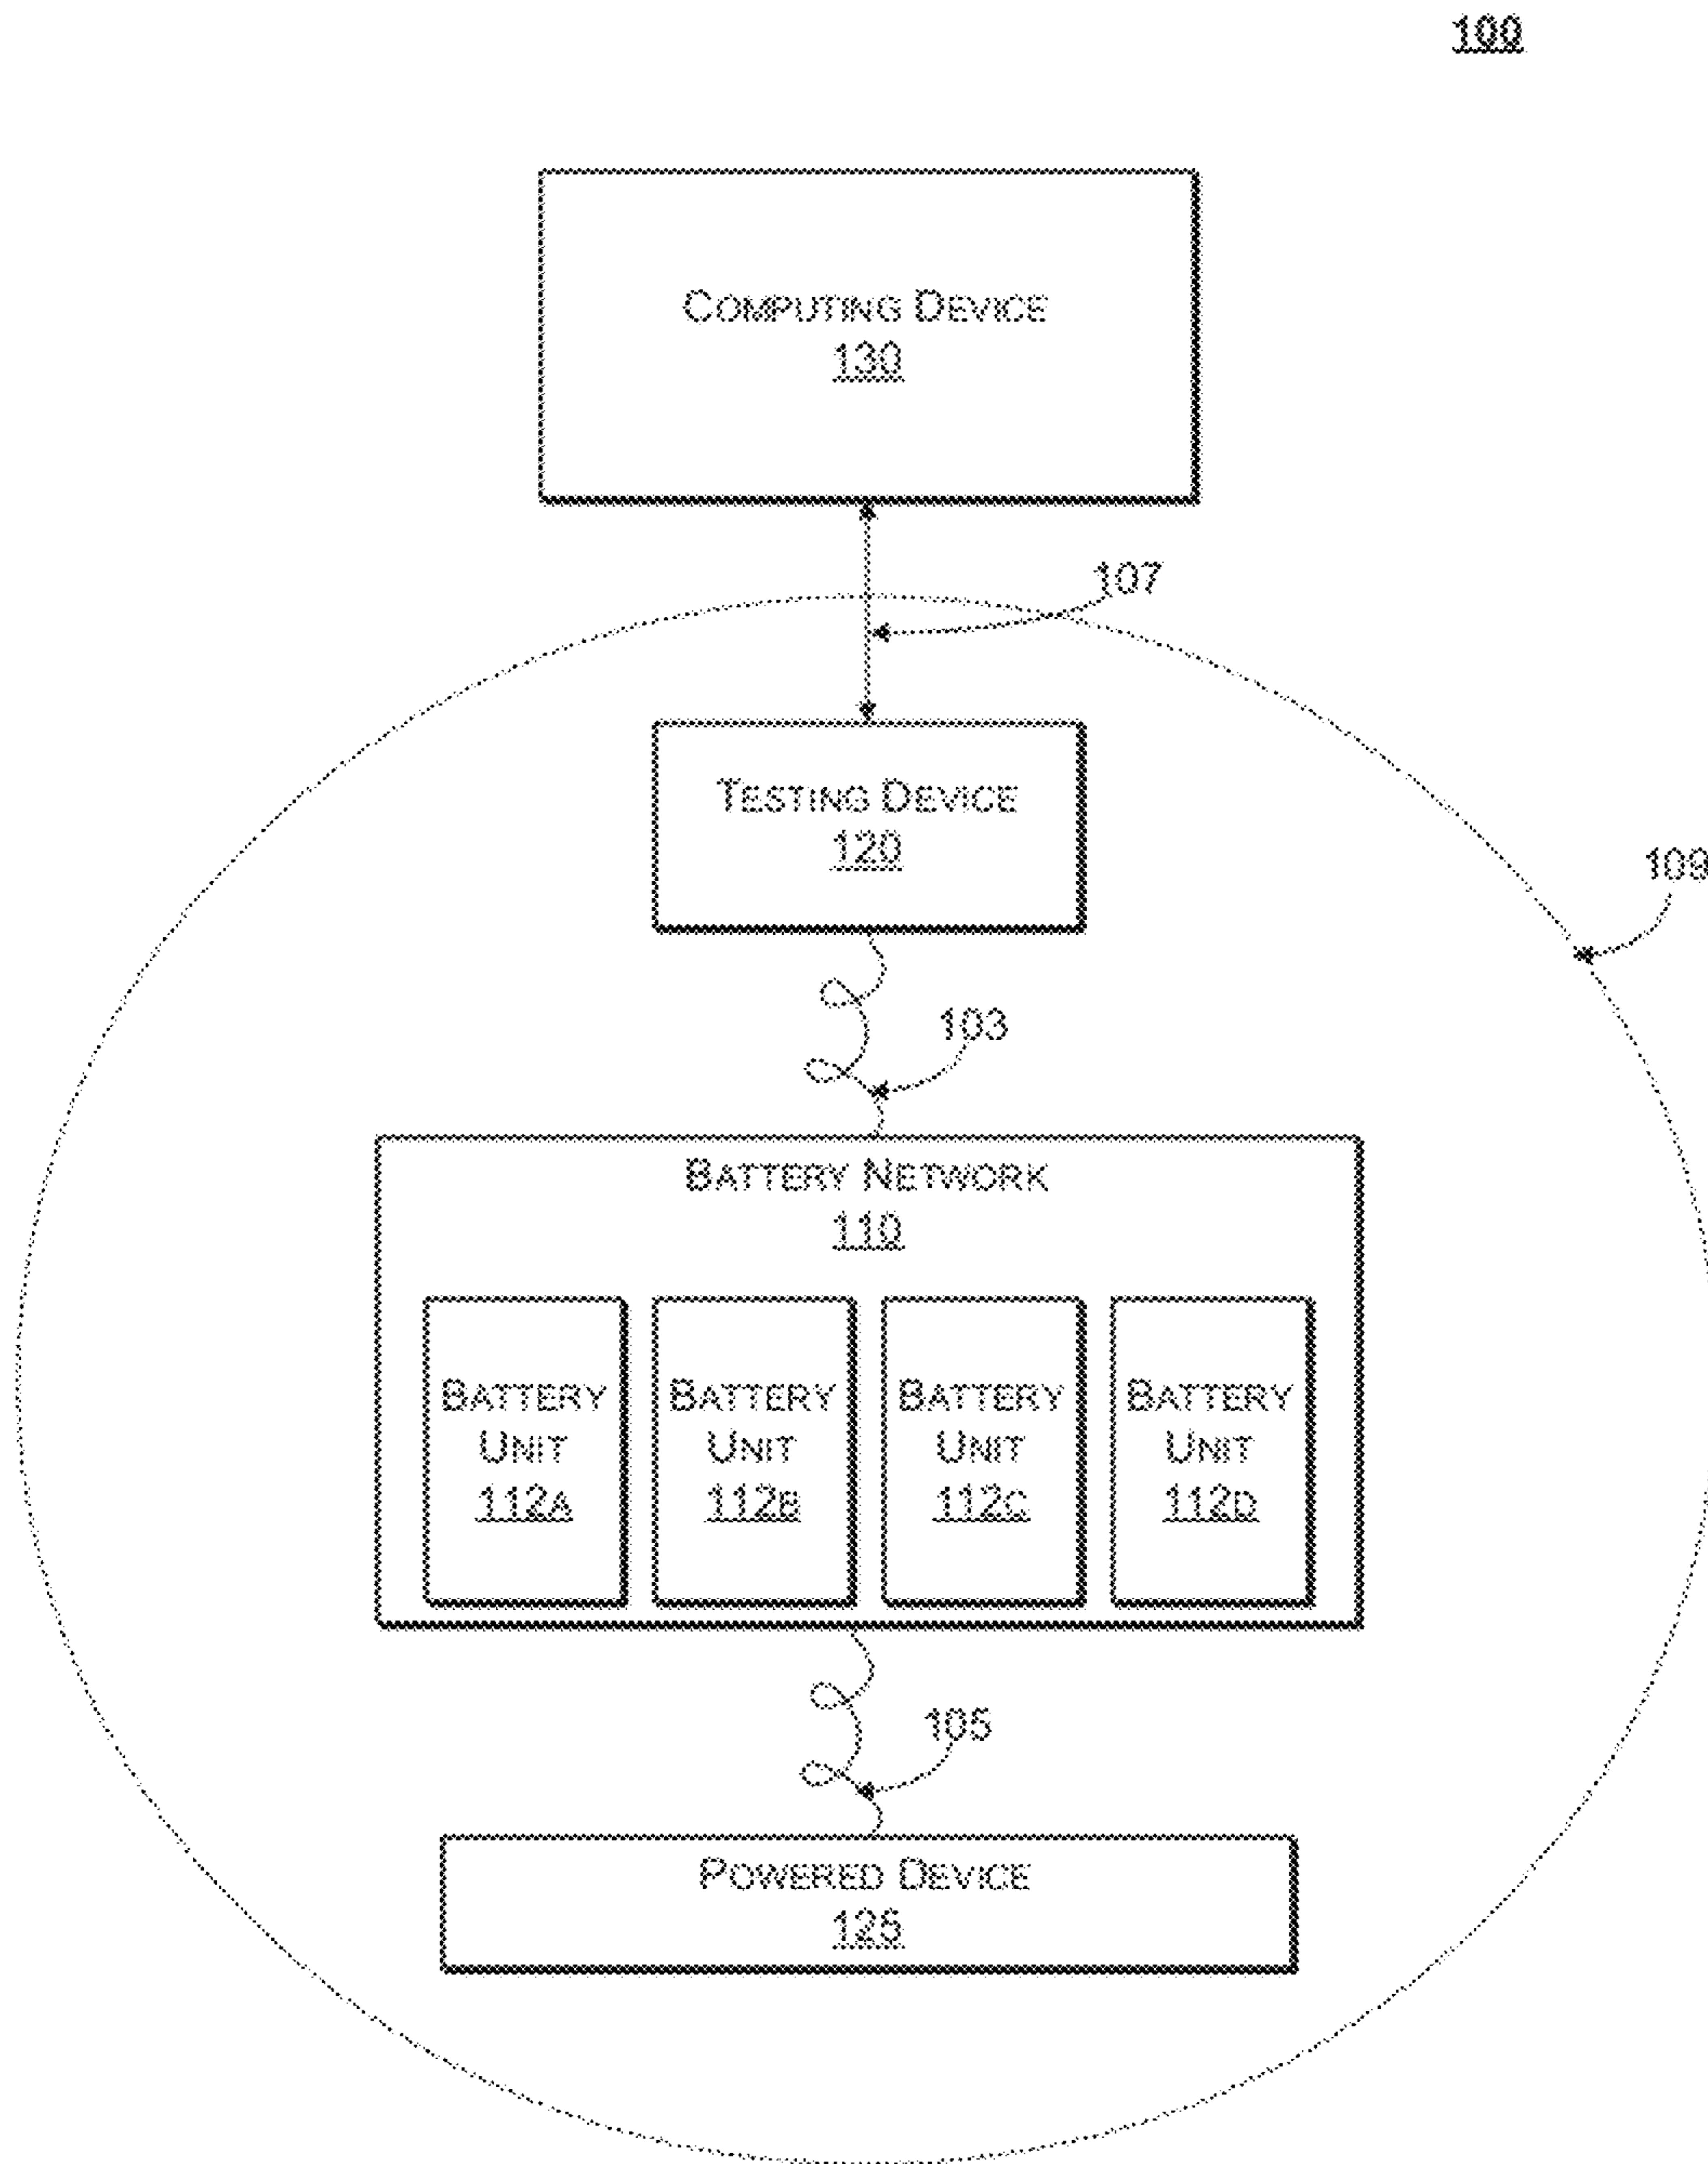 100
COMPUTING DEVICE
130
107
TESTING DEVICE
120
109
103
BATTERY NETWORK
110
BATTERY UNIT 112A
BATTERY UNIT 112B
BATTERY UNIT 112C
BATTERY UNIT 112D
105
POWERED DEVICE
125